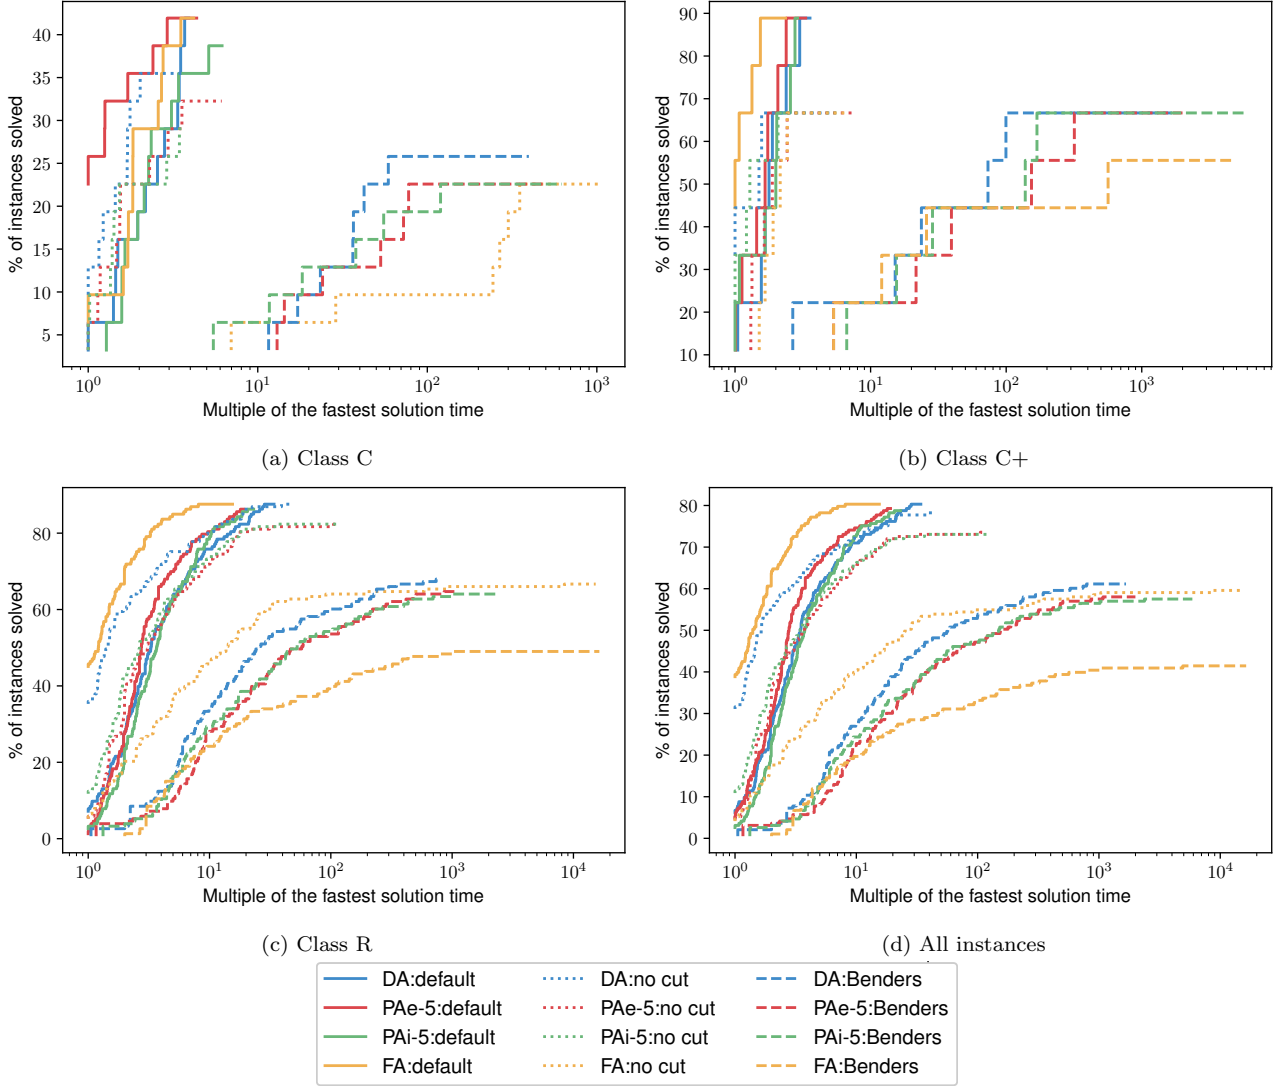 40
35
30
25
20
15
10
5
% of instances solved
10^0
10^1
10^2
10^3
Multiple of the fastest solution time
(a) Class C
90
80
70
60
50
40
30
20
10
% of instances solved
10^0
10^1
10^2
10^3
Multiple of the fastest solution time
(b) Class C+
80
60
40
20
0
% of instances solved
10^0
10^1
10^2
10^3
10^4
Multiple of the fastest solution time
(c) Class R
80
70
60
50
40
30
20
10
0
% of instances solved
10^0
10^1
10^2
10^3
10^4
Multiple of the fastest solution time
(d) All instances
DA:default
DA:no cut
DA:Benders
PAe-5:default
PAe-5:no cut
PAe-5:Benders
PAi-5:default
PAi-5:no cut
PAi-5:Benders
FA:default
FA:no cut
FA:Benders